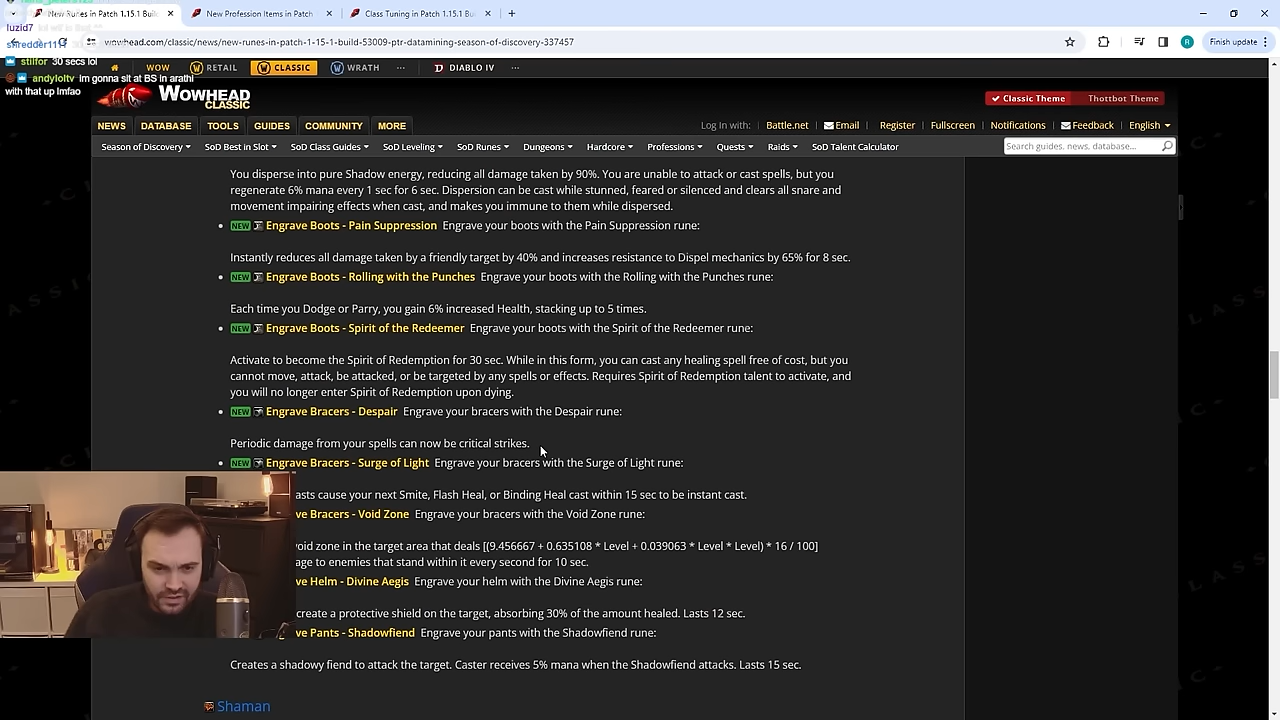 New Runes in Patch 1.15.1 Buil
New Profession Items in Patch
Class Tuning in Patch 1.15.1 Bu
luzid7
wowhead.com/classic/news/new-runes-in-patch-1-15-1-build-53009-ptr-datamining-season-of-discovery-337457
R
Finish update
shredder1111 30 secs lol
stilfor 30 secs lol
andyloltv im gonna sit at BS in arathi
with that up lmfao
WOW
RETAIL
CLASSIC
WRATH
DIABLO IV
WOWHEAD
CLASSIC
Classic Theme
Thottbot Theme
NEWS
DATABASE
TOOLS
GUIDES
COMMUNITY
MORE
Log In with:
Battle.net
Email
Register
Fullscreen
Notifications
Feedback
English
Season of Discovery
SoD Best in Slot
SoD Class Guides
SoD Leveling
SoD Runes
Dungeons
Hardcore
Professions
Quests
Raids
SoD Talent Calculator
Search guides, news, database...
You disperse into pure Shadow energy, reducing all damage taken by 90%. You are unable to attack or cast spells, but you
regenerate 6% mana every 1 sec for 6 sec. Dispersion can be cast while stunned, feared or silenced and clears all snare and
movement impairing effects when cast, and makes you immune to them while dispersed.
NEW Engrave Boots - Pain Suppression Engrave your boots with the Pain Suppression rune:
Instantly reduces all damage taken by a friendly target by 40% and increases resistance to Dispel mechanics by 65% for 8 sec.
NEW Engrave Boots - Rolling with the Punches Engrave your boots with the Rolling with the Punches rune:
Each time you Dodge or Parry, you gain 6% increased Health, stacking up to 5 times.
NEW Engrave Boots - Spirit of the Redeemer Engrave your boots with the Spirit of the Redeemer rune:
Activate to become the Spirit of Redemption for 30 sec. While in this form, you can cast any healing spell free of cost, but you
cannot move, attack, be attacked, or be targeted by any spells or effects. Requires Spirit of Redemption talent to activate, and
you will no longer enter Spirit of Redemption upon dying.
NEW Engrave Bracers - Despair Engrave your bracers with the Despair rune:
Periodic damage from your spells can now be critical strikes.
NEW Engrave Bracers - Surge of Light Engrave your bracers with the Surge of Light rune:
asts cause your next Smite, Flash Heal, or Binding Heal cast within 15 sec to be instant cast.
ve Bracers - Void Zone Engrave your bracers with the Void Zone rune:
void zone in the target area that deals [(9.456667 + 0.635108 * Level + 0.039063 * Level * Level) * 16 / 100]
age to enemies that stand within it every second for 10 sec.
ve Helm - Divine Aegis Engrave your helm with the Divine Aegis rune:
create a protective shield on the target, absorbing 30% of the amount healed. Lasts 12 sec.
ve Pants - Shadowfiend Engrave your pants with the Shadowfiend rune:
Creates a shadowy fiend to attack the target. Caster receives 5% mana when the Shadowfiend attacks. Lasts 15 sec.
Shaman